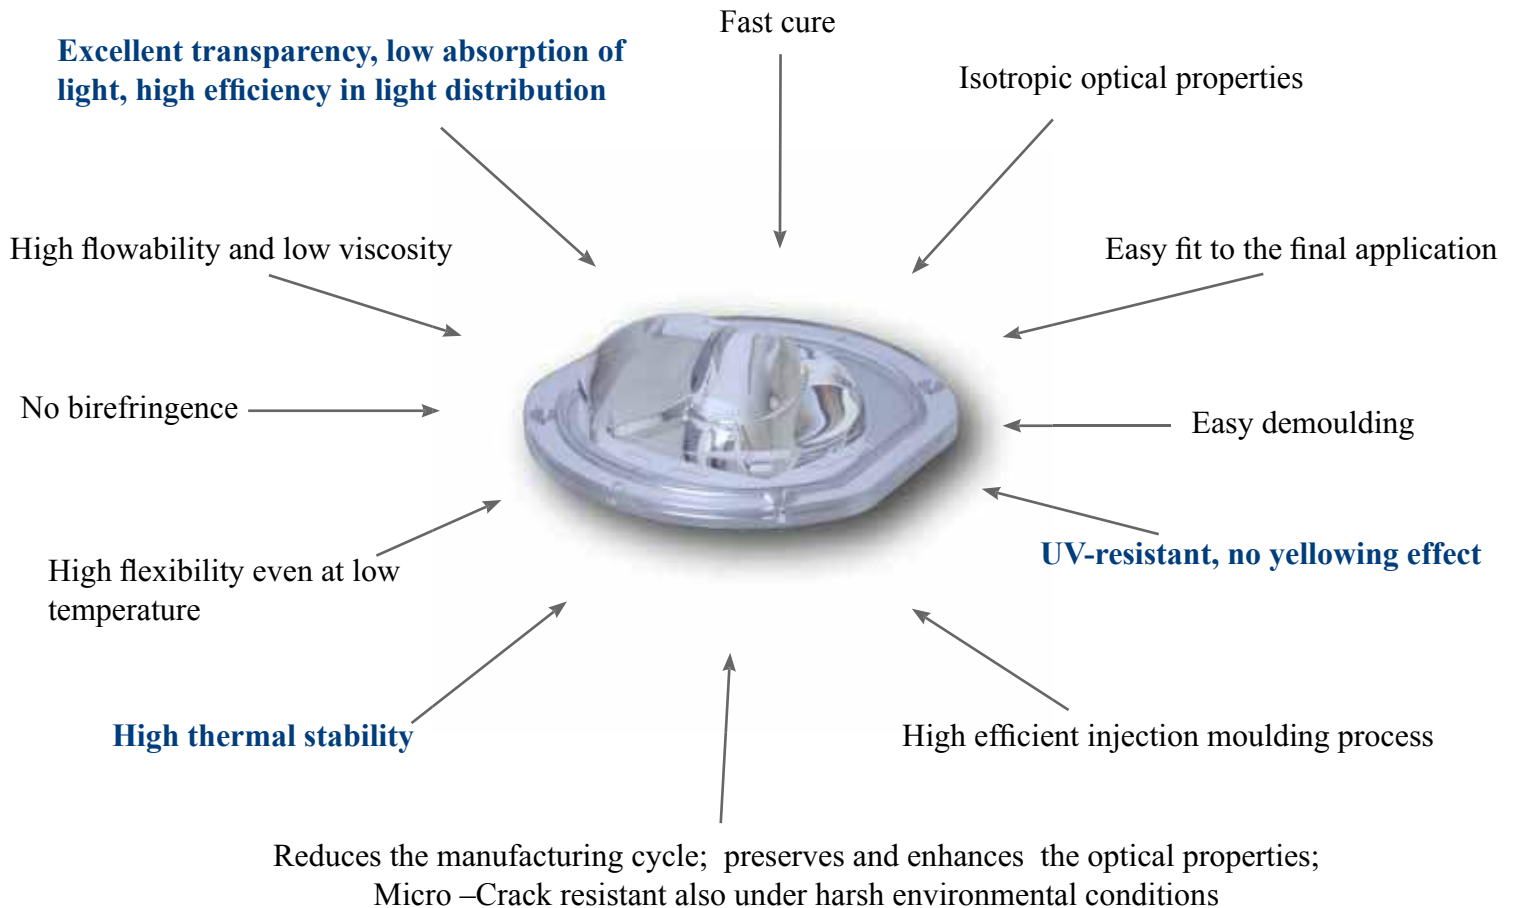 Fast cure
Excellent transparency, low absorption of
light, high efficiency in light distribution
Isotropic optical properties
High flowability and low viscosity
Easy fit to the final application
No birefringence
Easy demoulding
UV-resistant, no yellowing effect
High flexibility even at low
temperature
High thermal stability
High efficient injection moulding process
Reduces the manufacturing cycle;  preserves and enhances  the optical properties;
Micro –Crack resistant also under harsh environmental conditions